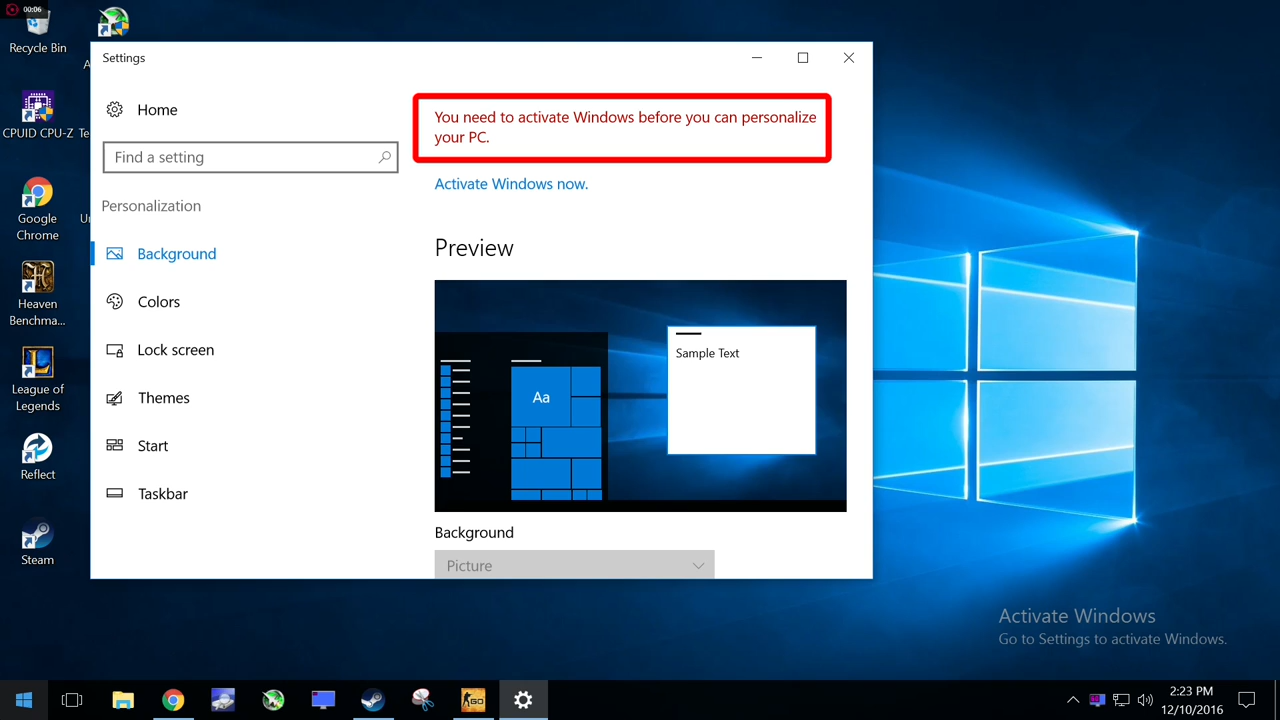 00:06
Recycle Bin
CPUID CPU-Z
Google
Chrome
Heaven
Benchma...
League of
Legends
Reflect
Steam
Settings
Home
Find a setting
Personalization
Background
Colors
Lock screen
Themes
Start
Taskbar
You need to activate Windows before you can personalize
your PC.
Activate Windows now.
Preview
Aa
Sample Text
Background
Picture
Activate Windows
Go to Settings to activate Windows.
GO
2:23 PM
12/10/2016